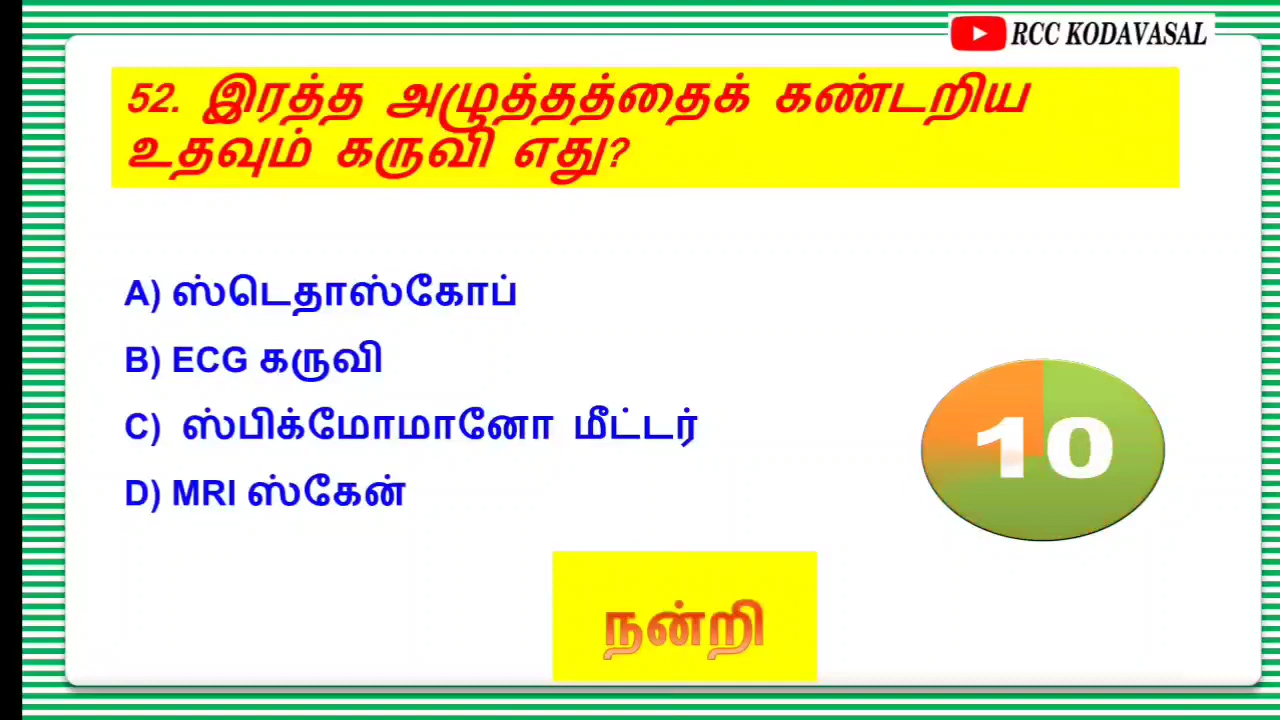 RCC KODAVASAL
52. இரத்த அழுத்தத்தைக் கண்டறிய
உதவும் கருவி எது?
A) ஸ்டெதாஸ்கோப்
B) ECG கருவி
C) ஸ்பிக்மோமானோ மீட்டர்
D) MRI ஸ்கேன்
10
நன்றி